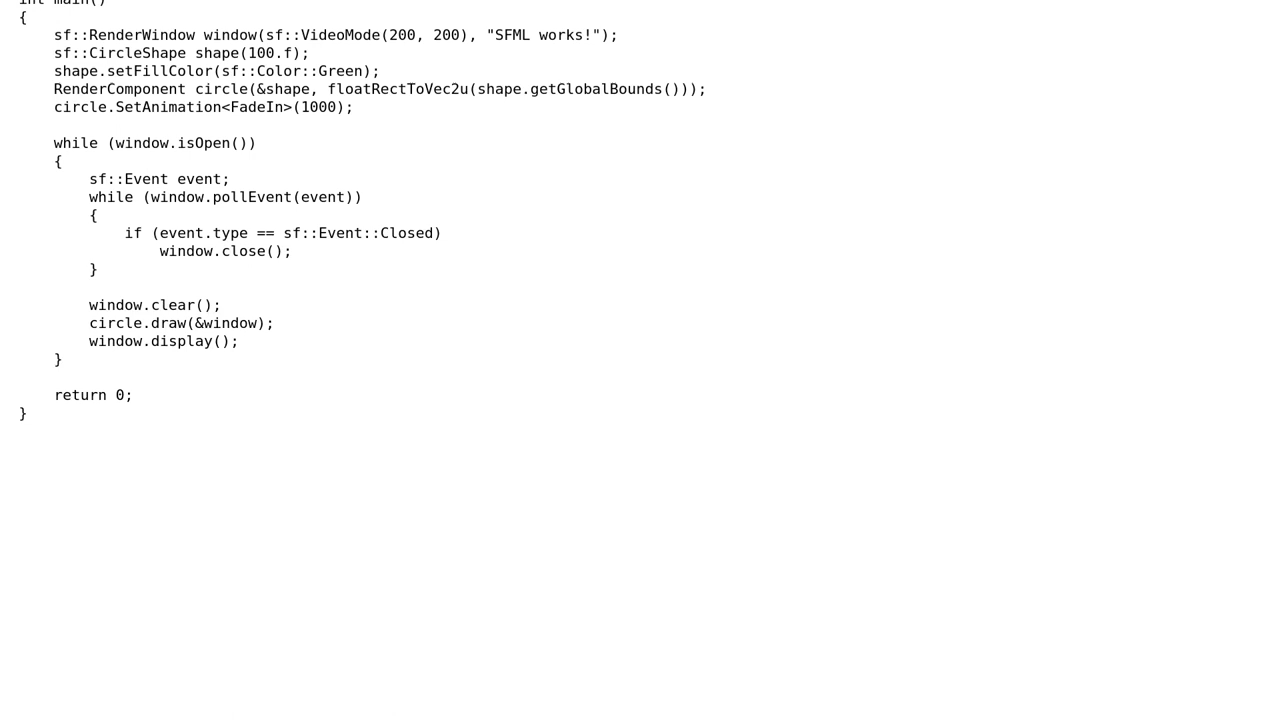 int main()
{
    sf::RenderWindow window(sf::VideoMode(200, 200), "SFML works!");
    sf::CircleShape shape(100.f);
    shape.setFillColor(sf::Color::Green);
    RenderComponent circle(&shape, floatRectToVec2u(shape.getGlobalBounds()));
    circle.SetAnimation<FadeIn>(1000);

    while (window.isOpen())
    {
        sf::Event event;
        while (window.pollEvent(event))
        {
            if (event.type == sf::Event::Closed)
                window.close();
        }

        window.clear();
        circle.draw(&window);
        window.display();
    }

    return 0;
}